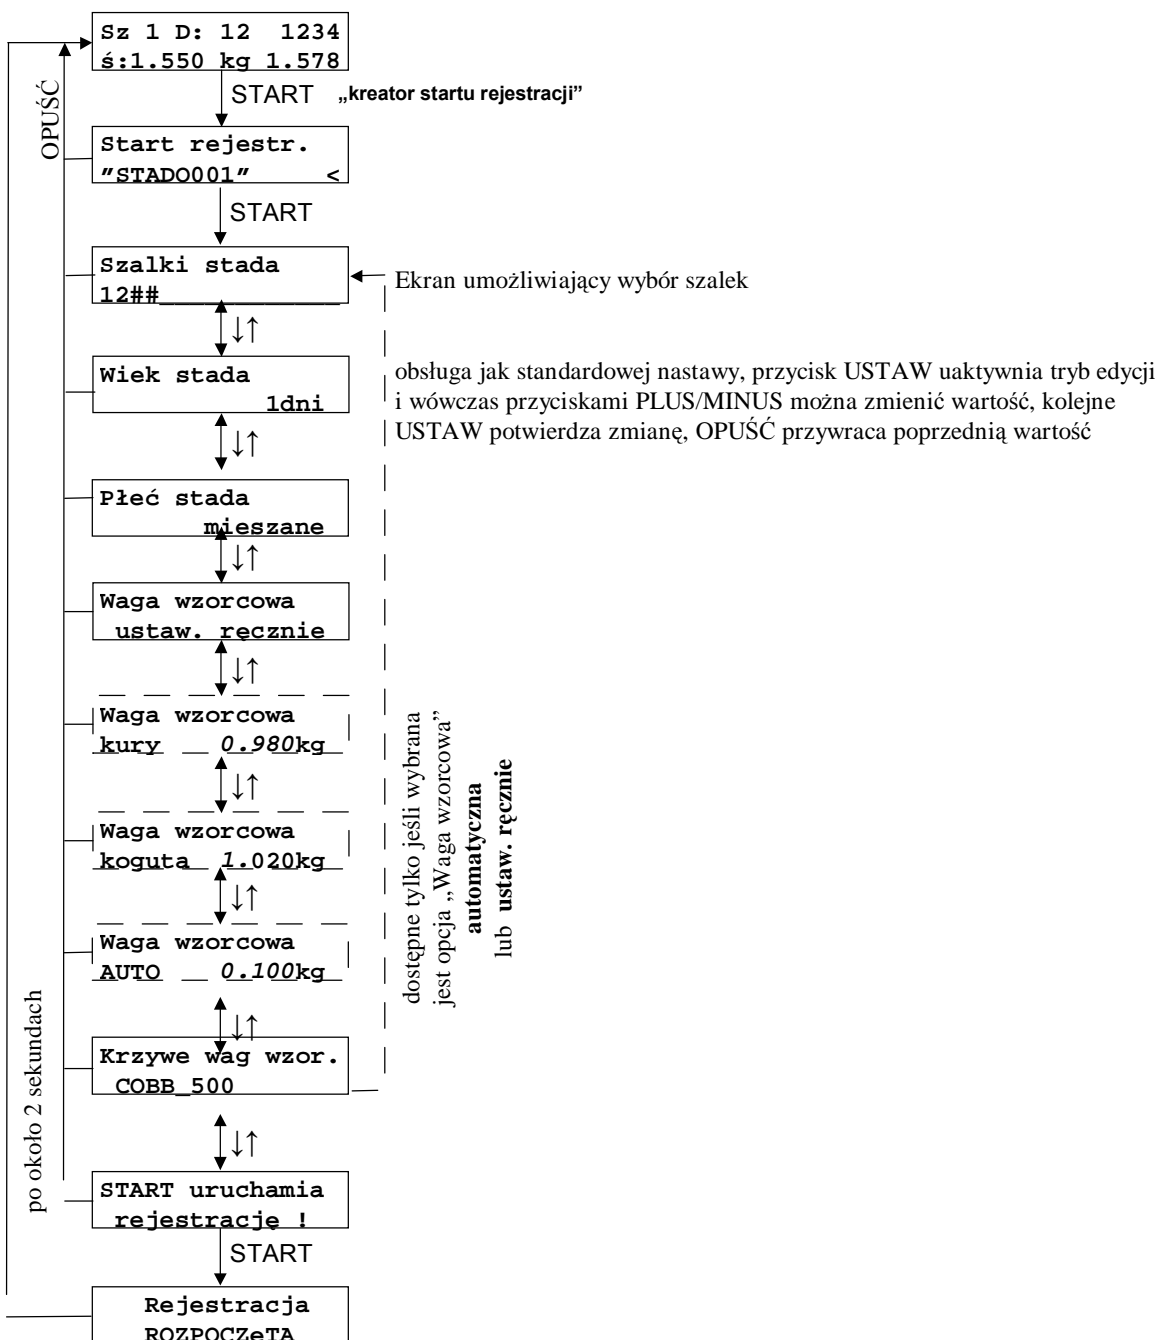 Sz 1 D: 12 1234
ś:1.550 kg 1.578
OPUŚĆ
START „kreator startu rejestracji”
Start rejestr.
”STADO001” <
START
Szalki stada
12##____________
Ekran umożliwiający wybór szalek
↓↑
Wiek stada
1dni
obsługa jak standardowej nastawy, przycisk USTAW uaktywnia tryb edycji
i wówczas przyciskami PLUS/MINUS można zmienić wartość, kolejne
USTAW potwierdza zmianę, OPUŚĆ przywraca poprzednią wartość
↓↑
Płeć stada
mieszane
↓↑
Waga wzorcowa
ustaw. ręcznie
↓↑
Waga wzorcowa
kury 0.980kg
↓↑
Waga wzorcowa
koguta 1.020kg
↓↑
Waga wzorcowa
AUTO 0.100kg
dostępne tylko jeśli wybrana
jest opcja „Waga wzorcowa”
automatyczna
lub ustaw. ręcznie
↓↑
Krzywe wag wzor.
COBB_500
↓↑
START uruchamia
rejestrację !
START
po około 2 sekundach
Rejestracja
ROZPOCZeTA